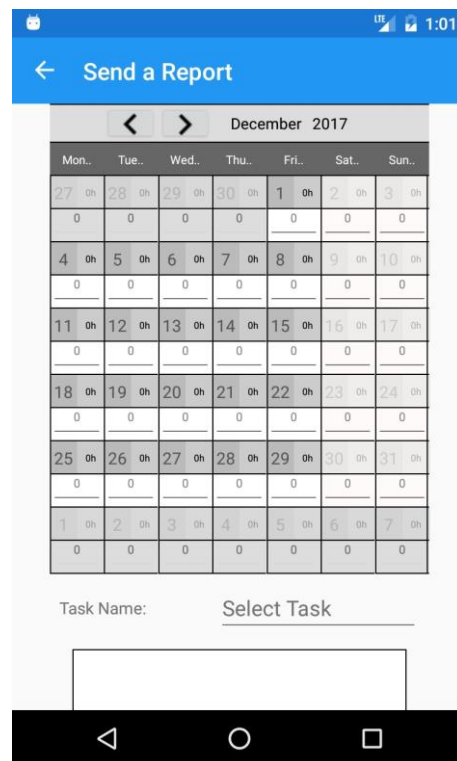 LTE 1:01
Send a Report
December 2017
Mon.. Tue.. Wed.. Thu.. Fri.. Sat.. Sun..
27 0h 28 0h 29 0h 30 0h 1 0h 2 0h 3 0h
0 0 0 0 0 0 0
4 0h 5 0h 6 0h 7 0h 8 0h 9 0h 10 0h
0 0 0 0 0 0 0
11 0h 12 0h 13 0h 14 0h 15 0h 16 0h 17 0h
0 0 0 0 0 0 0
18 0h 19 0h 20 0h 21 0h 22 0h 23 0h 24 0h
0 0 0 0 0 0 0
25 0h 26 0h 27 0h 28 0h 29 0h 30 0h 31 0h
0 0 0 0 0 0 0
1 0h 2 0h 3 0h 4 0h 5 0h 6 0h 7 0h
0 0 0 0 0 0 0
Task Name: Select Task